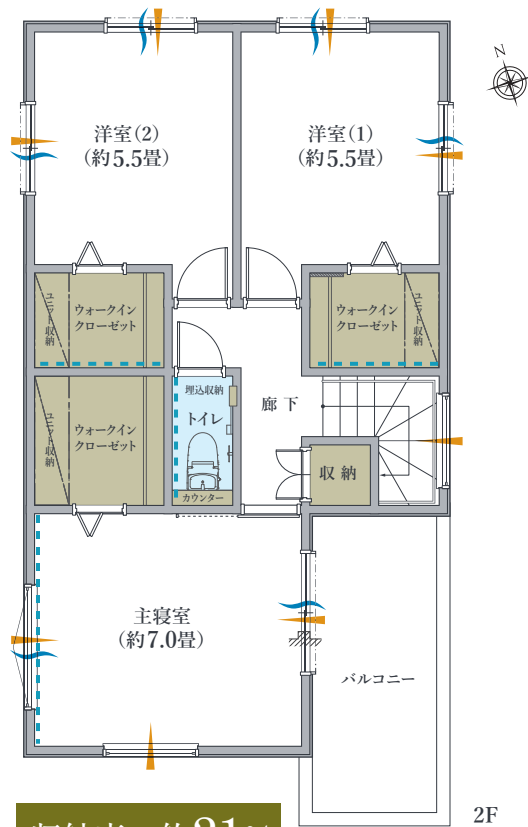 N
洋室(2)
(約5.5畳)
洋室(1)
(約5.5畳)
ユニット収納
ウォークイン
クローゼット
ウォークイン
クローゼット
ユニット収納
ユニット収納
ウォークイン
クローゼット
埋込収納
トイレ
カウンター
廊下
収納
主寝室
(約7.0畳)
バルコニー
2F